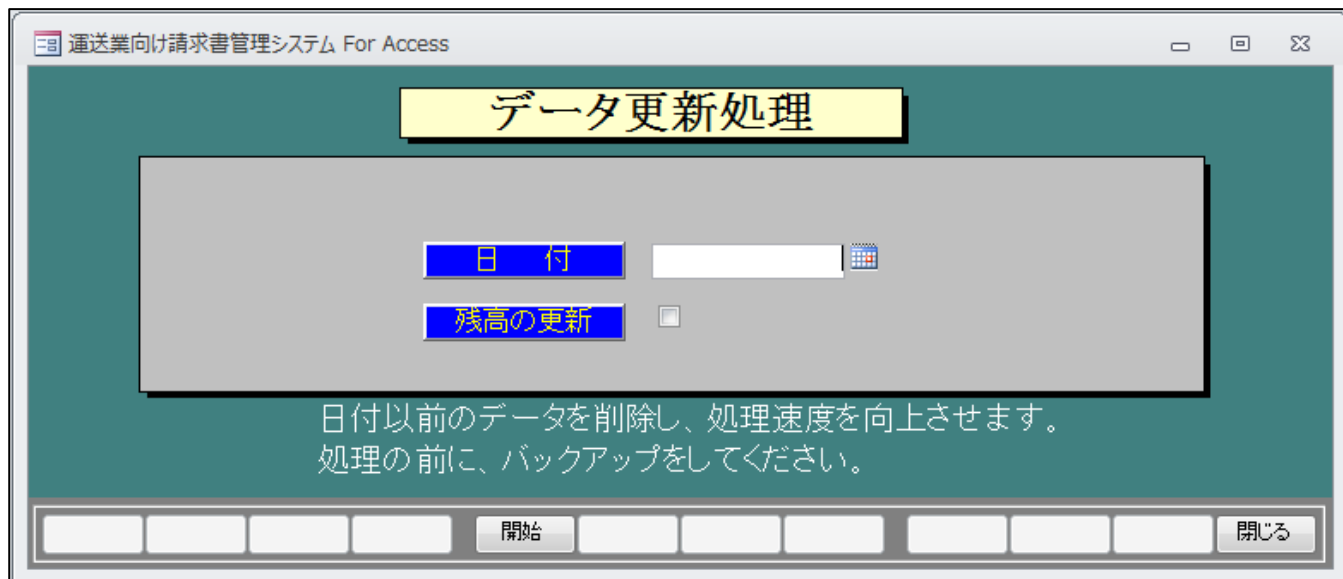 運送業向け請求書管理システム For Access
データ更新処理
日　付
残高の更新
日付以前のデータを削除し、処理速度を向上させます。
処理の前に、バックアップをしてください。
開始
閉じる